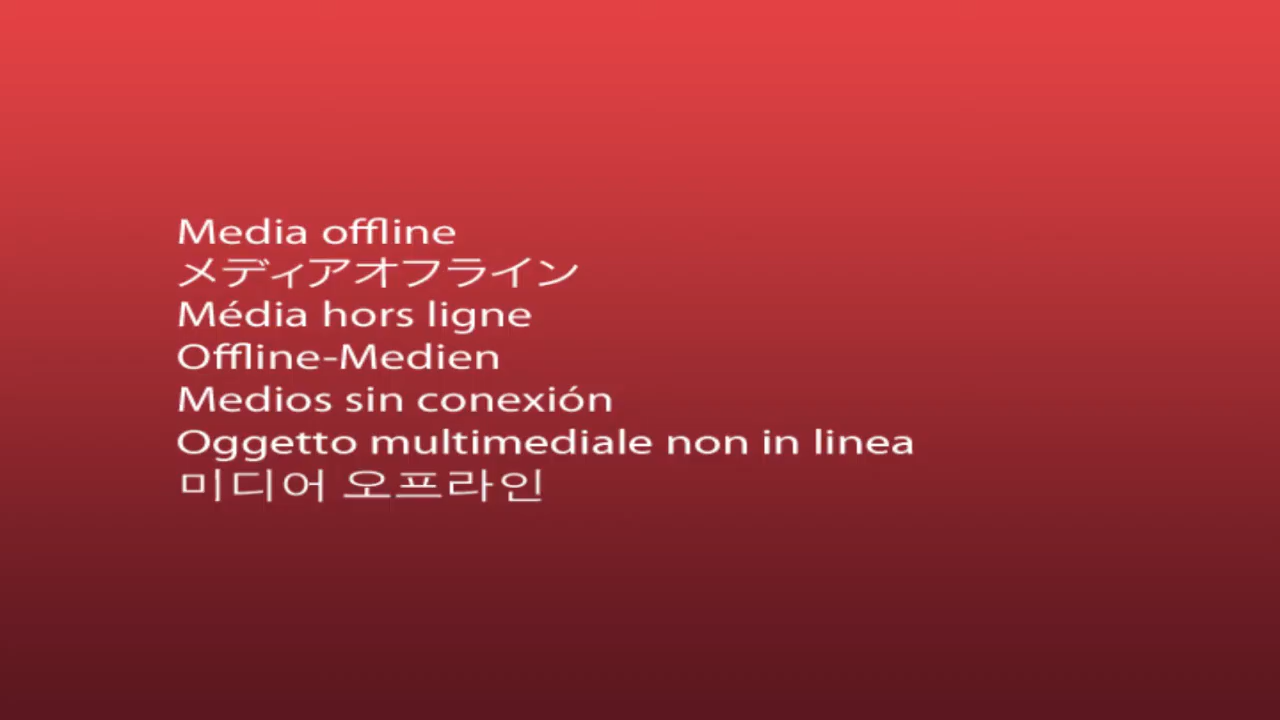 Media offline
メディアオフライン
Média hors ligne
Offline-Medien
Medios sin conexión
Oggetto multimediale non in linea
미디어 오프라인